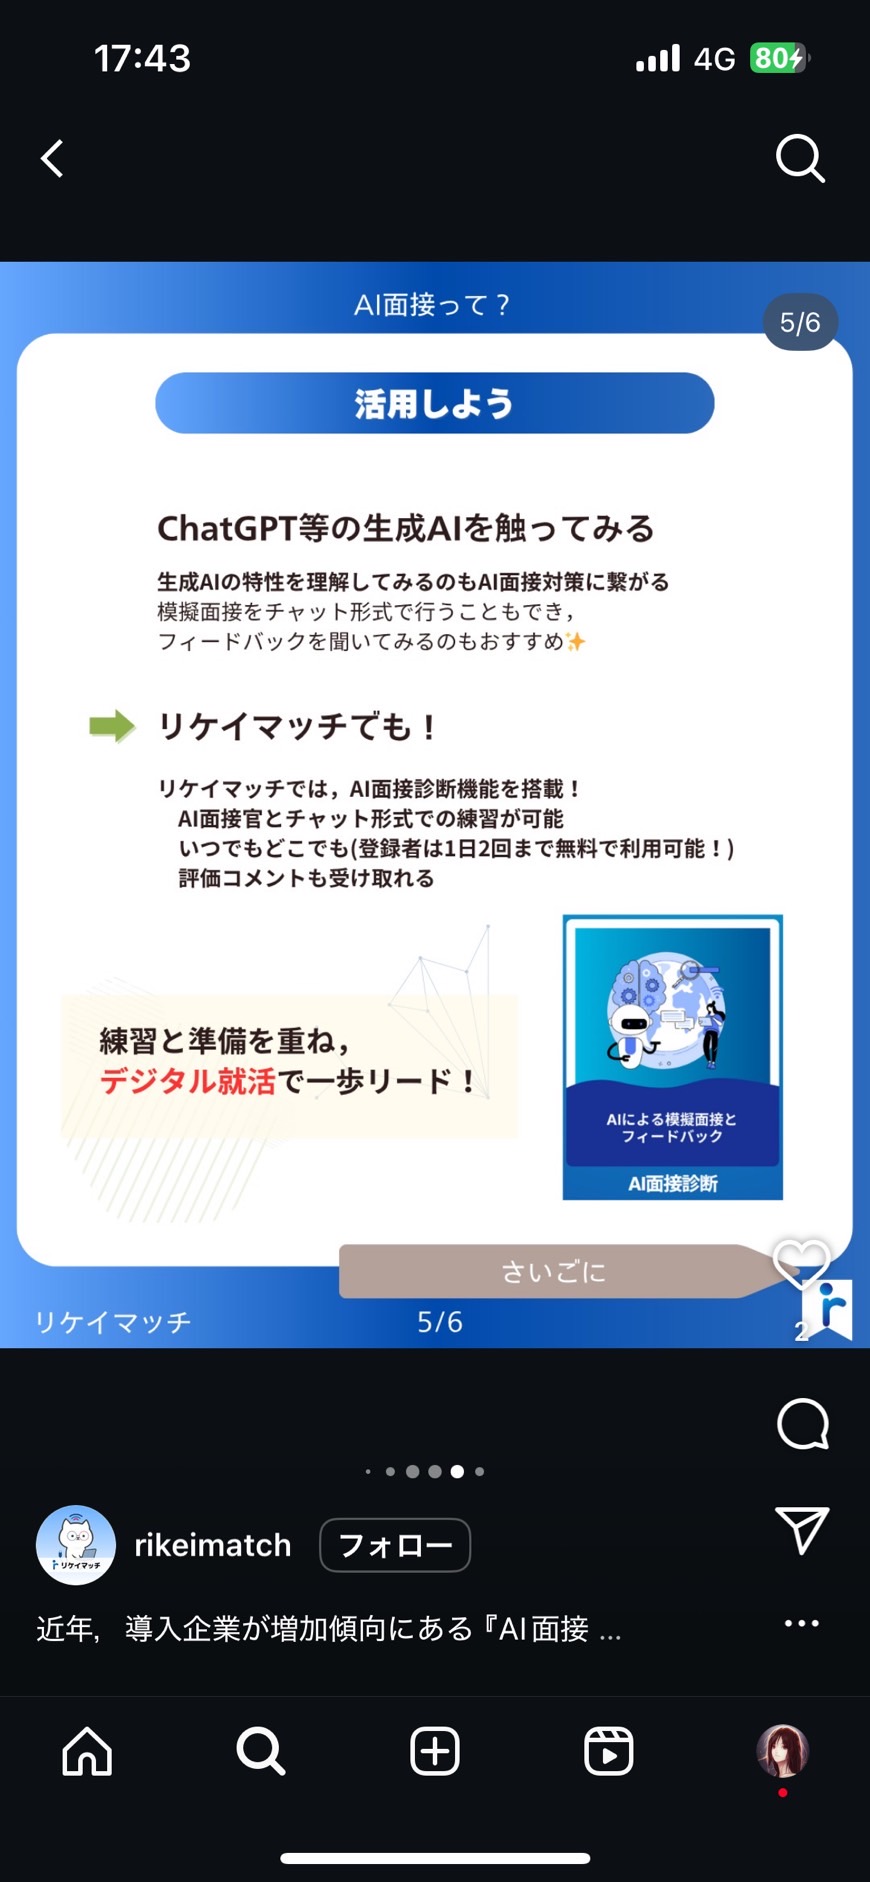 17:43
4G
80
AI面接って？
5/6
活用しよう
ChatGPT等の生成AIを触ってみる
生成AIの特性を理解してみるのもAI面接対策に繋がる
模擬面接をチャット形式で行うこともでき，
フィードバックを聞いてみるのもおすすめ✨
リケイマッチでも！
リケイマッチでは，AI面接診断機能を搭載！
AI面接官とチャット形式での練習が可能
いつでもどこでも(登録者は1日2回まで無料で利用可能！)
評価コメントも受け取れる
練習と準備を重ね，
デジタル就活で一歩リード！
AIによる模擬面接と
フィードバック
AI面接診断
さいごに
リケイマッチ
5/6
2
リケイマッチ
rikeimatch
フォロー
近年，導入企業が増加傾向にある『AI面接 ...